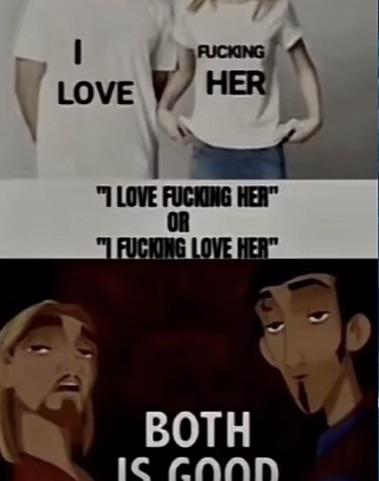 I
LOVE
FUCKING
HER
"I LOVE FUCKING HER"
OR
"I FUCKING LOVE HER"
BOTH
IS GOOD